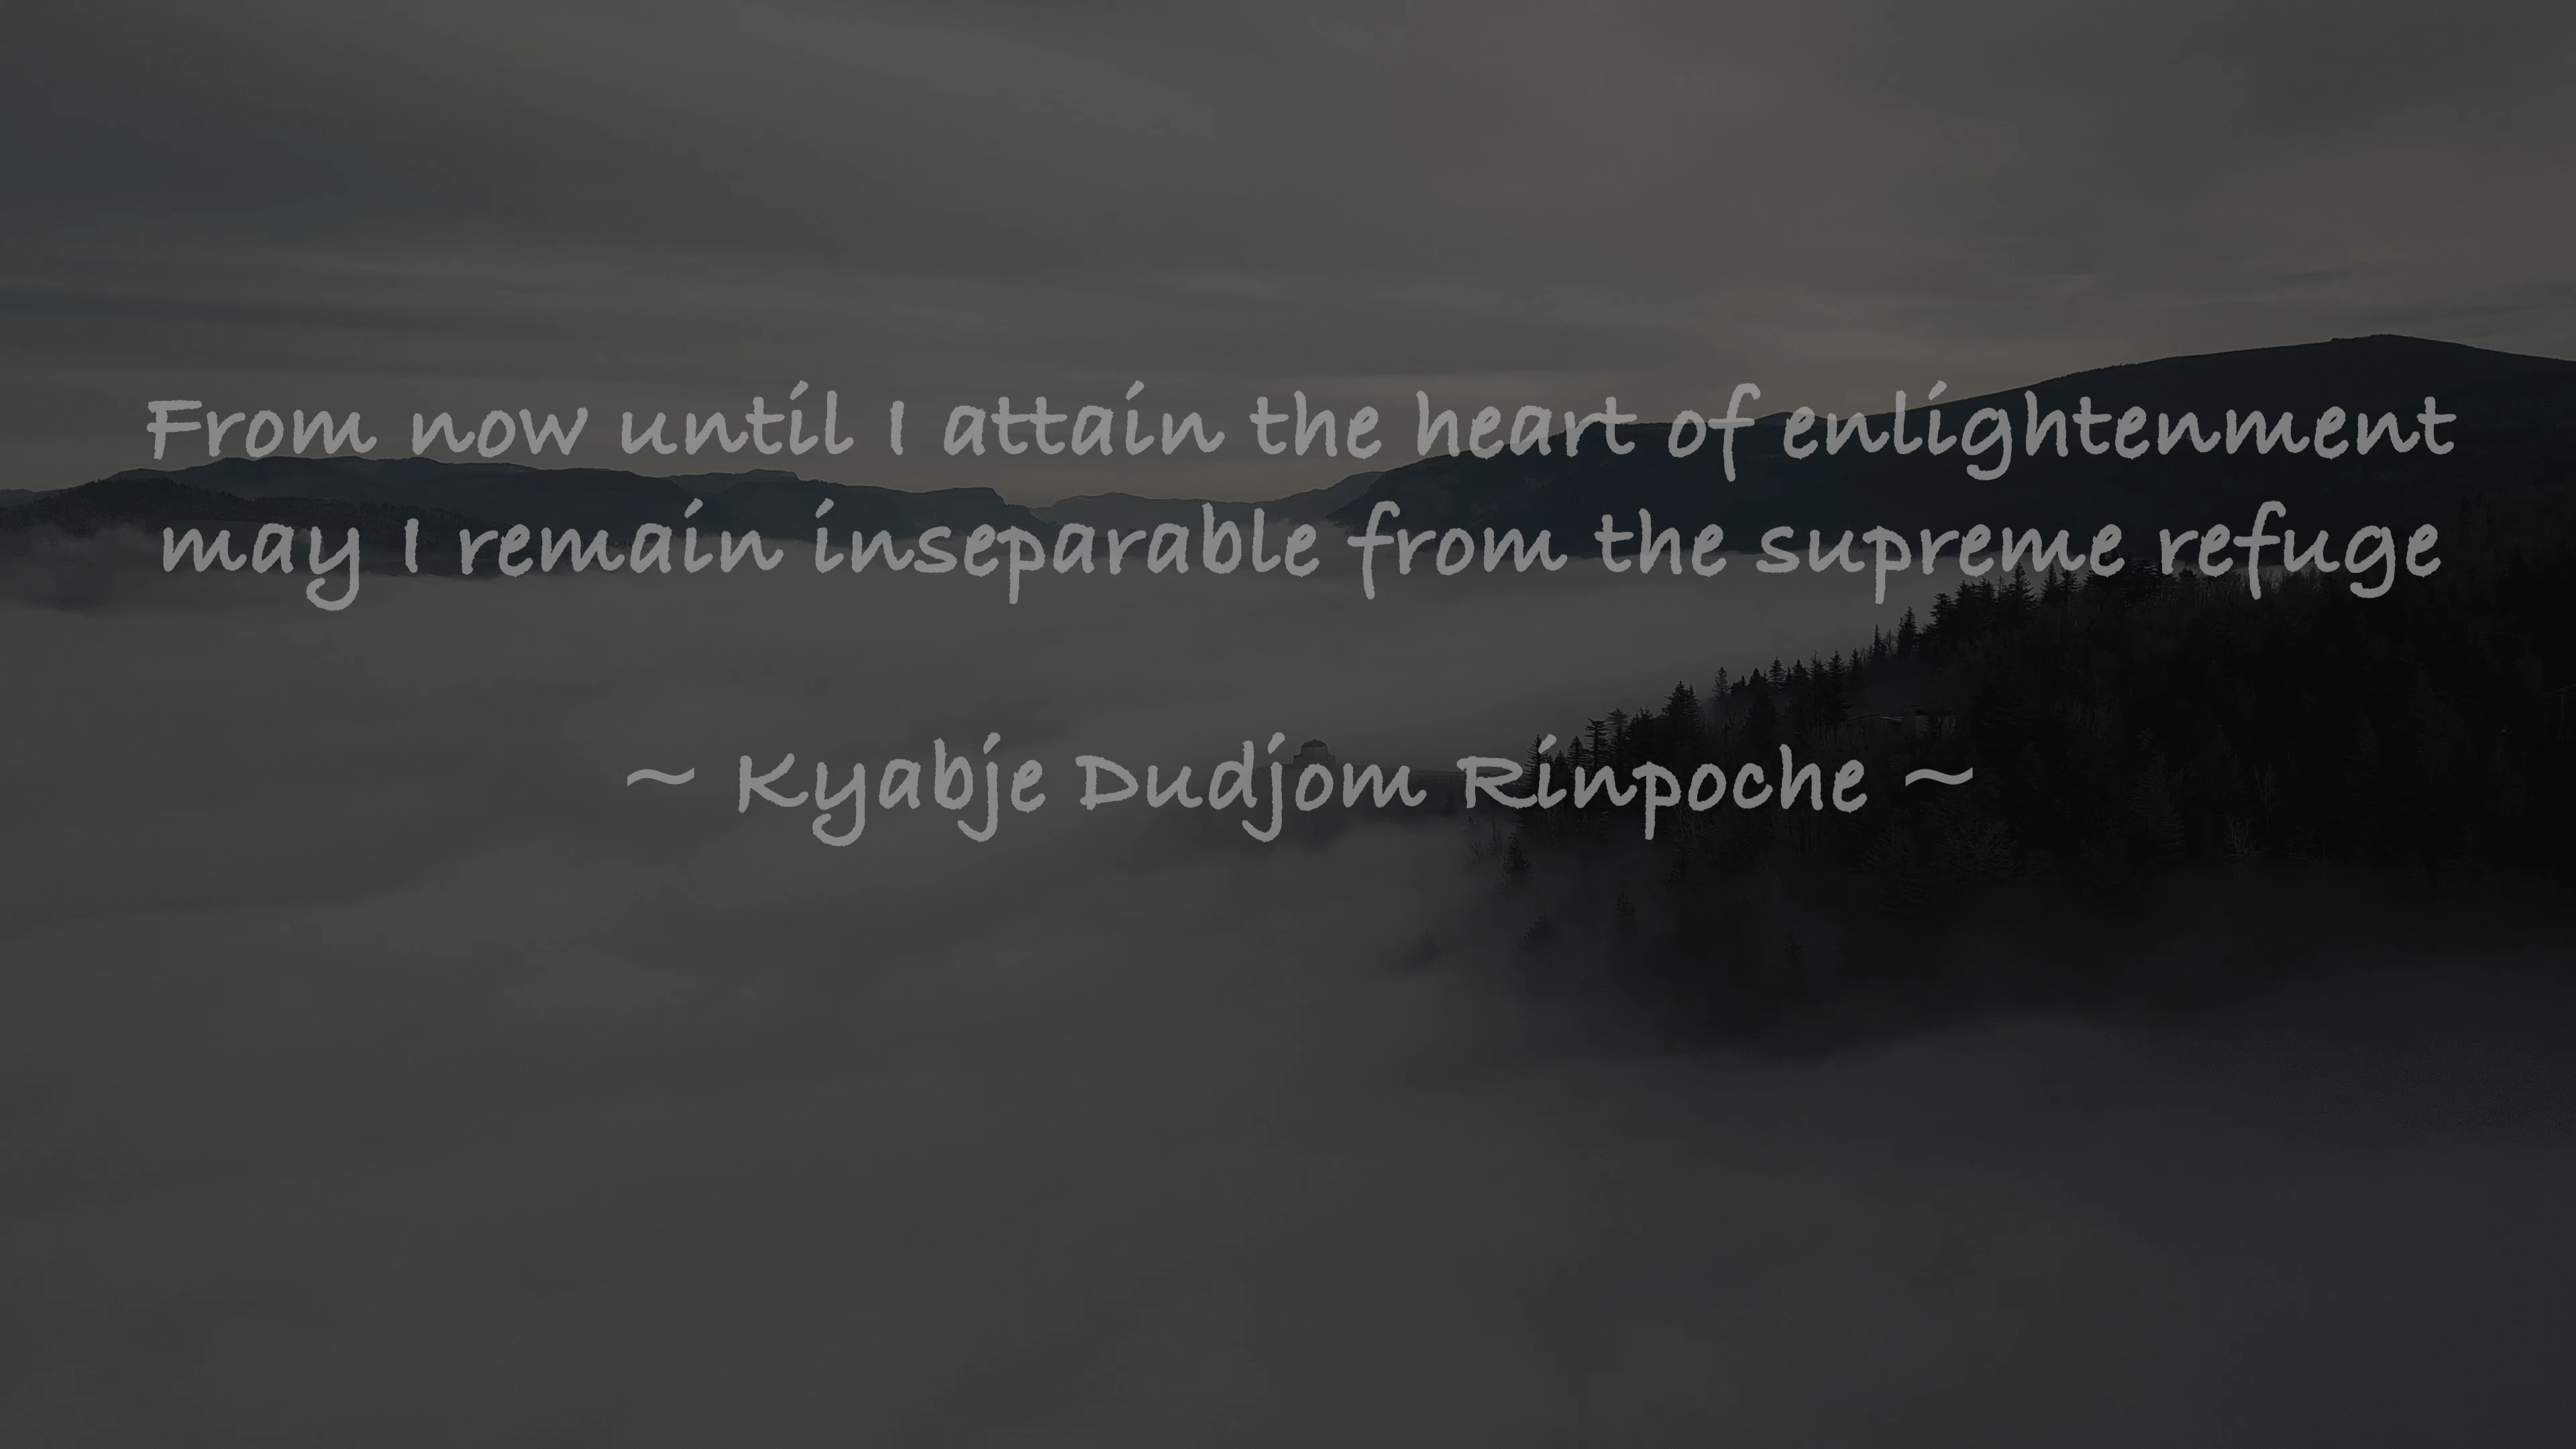 From now until I attain the heart of enlightenment
may I remain inseparable from the supreme refuge
~ Kyabje Dudjom Rinpoche ~